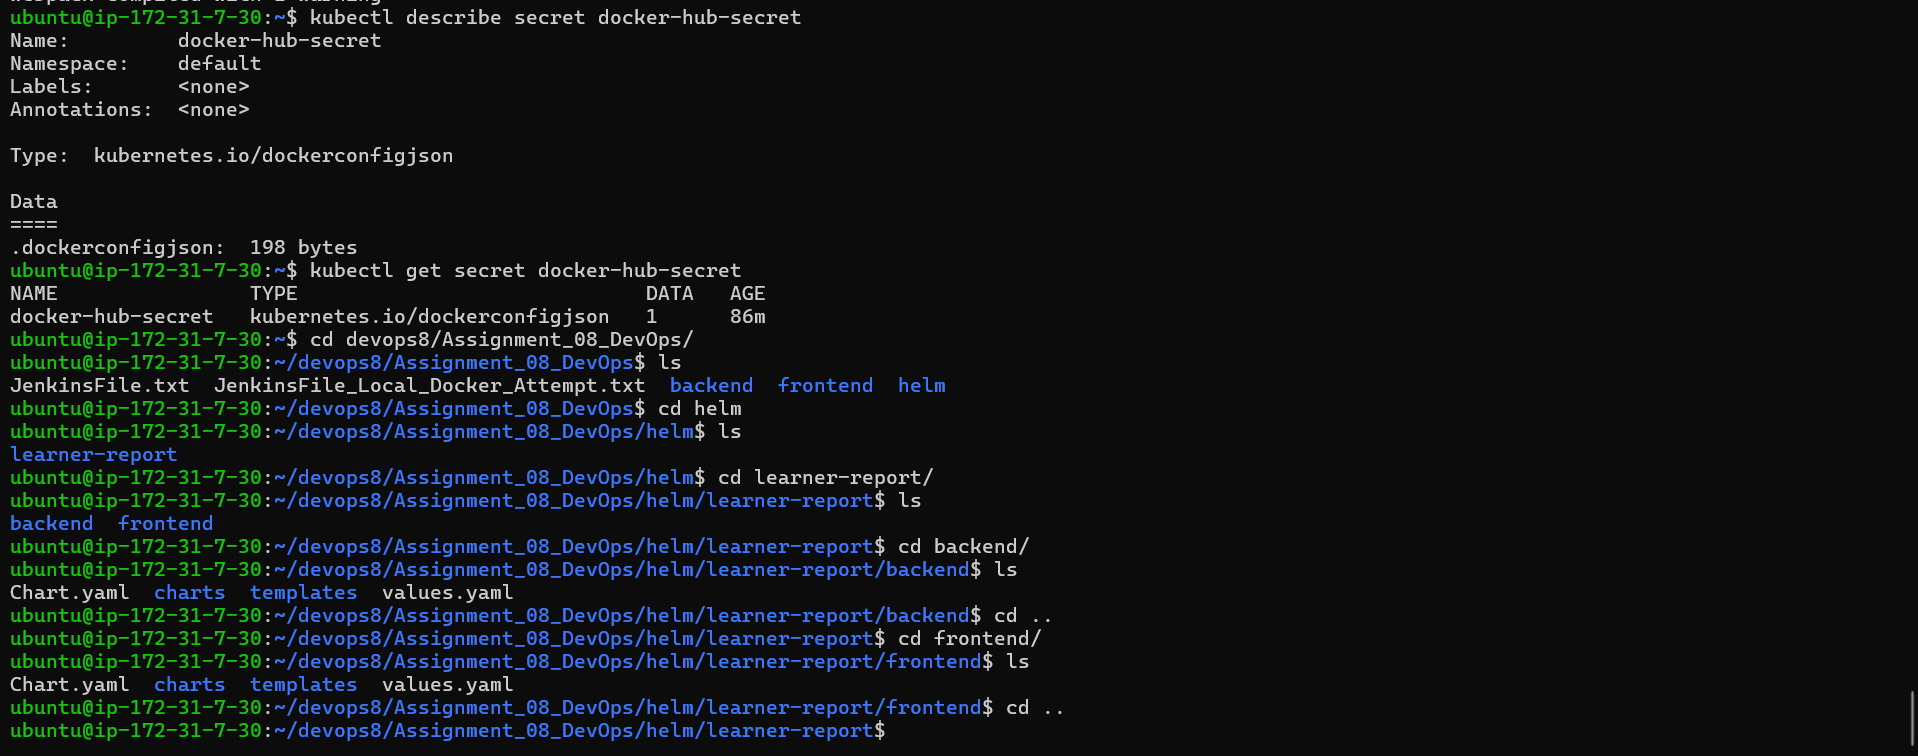 ubuntu@ip-172-31-7-30:~$ kubectl describe secret docker-hub-secret
Name:         docker-hub-secret
Namespace:    default
Labels:       <none>
Annotations:  <none>

Type:  kubernetes.io/dockerconfigjson

Data
====
.dockerconfigjson:  198 bytes
ubuntu@ip-172-31-7-30:~$ kubectl get secret docker-hub-secret
NAME                TYPE                             DATA   AGE
docker-hub-secret   kubernetes.io/dockerconfigjson   1      86m
ubuntu@ip-172-31-7-30:~$ cd devops8/Assignment_08_DevOps/
ubuntu@ip-172-31-7-30:~/devops8/Assignment_08_DevOps$ ls
JenkinsFile.txt  JenkinsFile_Local_Docker_Attempt.txt  backend  frontend  helm
ubuntu@ip-172-31-7-30:~/devops8/Assignment_08_DevOps$ cd helm
ubuntu@ip-172-31-7-30:~/devops8/Assignment_08_DevOps/helm$ ls
learner-report
ubuntu@ip-172-31-7-30:~/devops8/Assignment_08_DevOps/helm$ cd learner-report/
ubuntu@ip-172-31-7-30:~/devops8/Assignment_08_DevOps/helm/learner-report$ ls
backend  frontend
ubuntu@ip-172-31-7-30:~/devops8/Assignment_08_DevOps/helm/learner-report$ cd backend/
ubuntu@ip-172-31-7-30:~/devops8/Assignment_08_DevOps/helm/learner-report/backend$ ls
Chart.yaml  charts  templates  values.yaml
ubuntu@ip-172-31-7-30:~/devops8/Assignment_08_DevOps/helm/learner-report/backend$ cd ..
ubuntu@ip-172-31-7-30:~/devops8/Assignment_08_DevOps/helm/learner-report$ cd frontend/
ubuntu@ip-172-31-7-30:~/devops8/Assignment_08_DevOps/helm/learner-report/frontend$ ls
Chart.yaml  charts  templates  values.yaml
ubuntu@ip-172-31-7-30:~/devops8/Assignment_08_DevOps/helm/learner-report/frontend$ cd ..
ubuntu@ip-172-31-7-30:~/devops8/Assignment_08_DevOps/helm/learner-report$